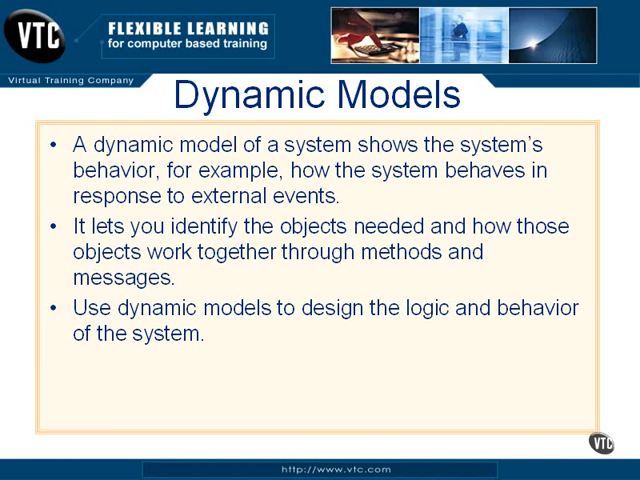 VTC
FLEXIBLE LEARNING
for computer based training
Virtual Training Company
Dynamic Models
• A dynamic model of a system shows the system's
behavior, for example, how the system behaves in
response to external events.
• It lets you identify the objects needed and how those
objects work together through methods and
messages.
• Use dynamic models to design the logic and behavior
of the system.
VTC
http://www.vtc.com